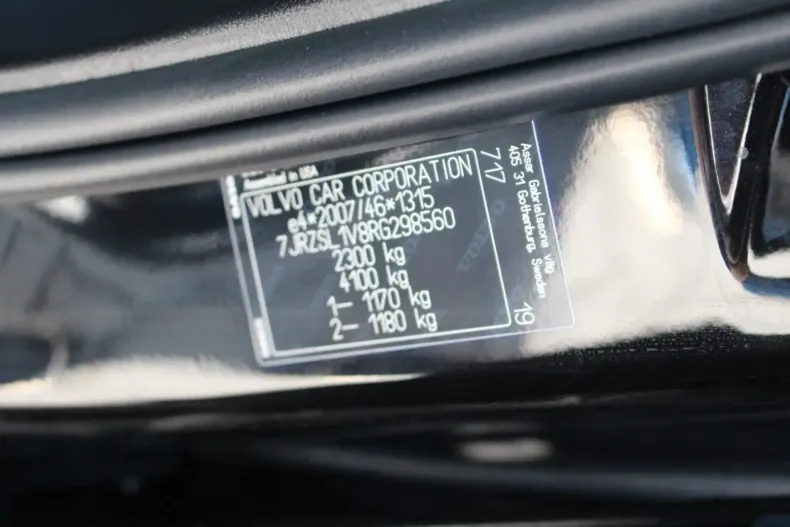 Assembled in USA
VOLVO CAR CORPORATION
e4*2007/46*1315
7JRZSL1V8RG298560
2300 kg
4100 kg
1– 1170 kg
2– 1180 kg
717
19
Assar Gabrielssons väg
405 31 Gothenburg, Sweden
VOLVO